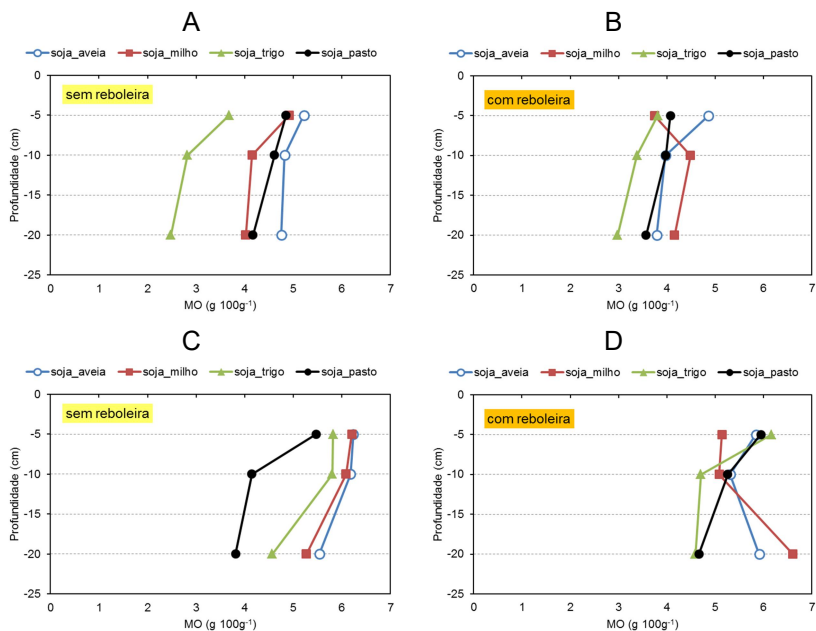 A
soja_aveia soja_milho soja_trigo soja_pasto
sem reboleira
0
-5
-10
-15
-20
-25
Profundidade (cm)
0 1 2 3 4 5 6 7
MO (g 100g-1)
B
soja_aveia soja_milho soja_trigo soja_pasto
com reboleira
0
-5
-10
-15
-20
-25
Profundidade (cm)
0 1 2 3 4 5 6 7
MO (g 100g-1)
C
soja_aveia soja_milho soja_trigo soja_pasto
sem reboleira
0
-5
-10
-15
-20
-25
Profundidade (cm)
0 1 2 3 4 5 6 7
MO (g 100g-1)
D
soja_aveia soja_milho soja_trigo soja_pasto
com reboleira
0
-5
-10
-15
-20
-25
Profundidade (cm)
0 1 2 3 4 5 6 7
MO (g 100g-1)